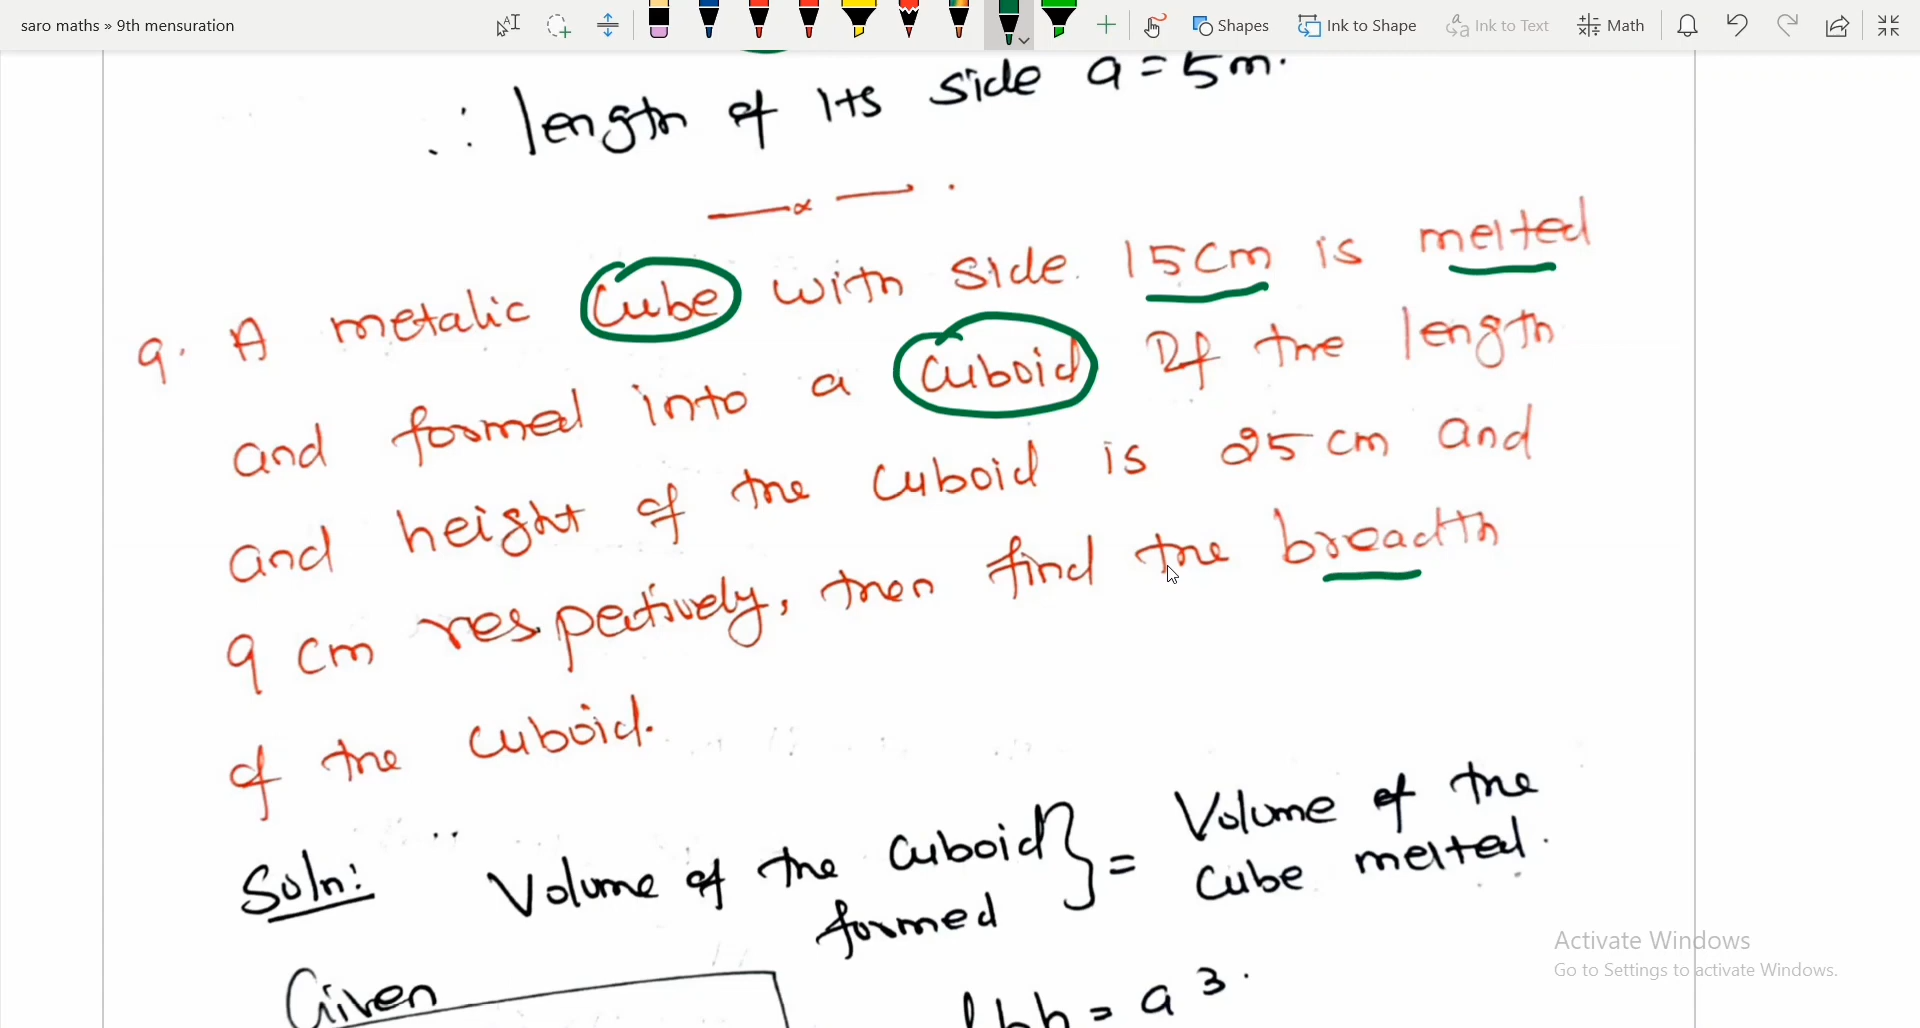 saro maths » 9th mensuration
Shapes Ink to Shape Ink to Text Math
∴ length of its side a = 5m.
9. A metalic Cube with side 15Cm is melted
and formed into a Cuboid If the length
and height of the cuboid is 25 cm and
9 cm respectively, then find the breadth
of the cuboid.
Soln: Volume of the cuboid formed } = Volume of the cube melted.
Given
lbh = a³.
Activate Windows
Go to Settings to activate Windows.